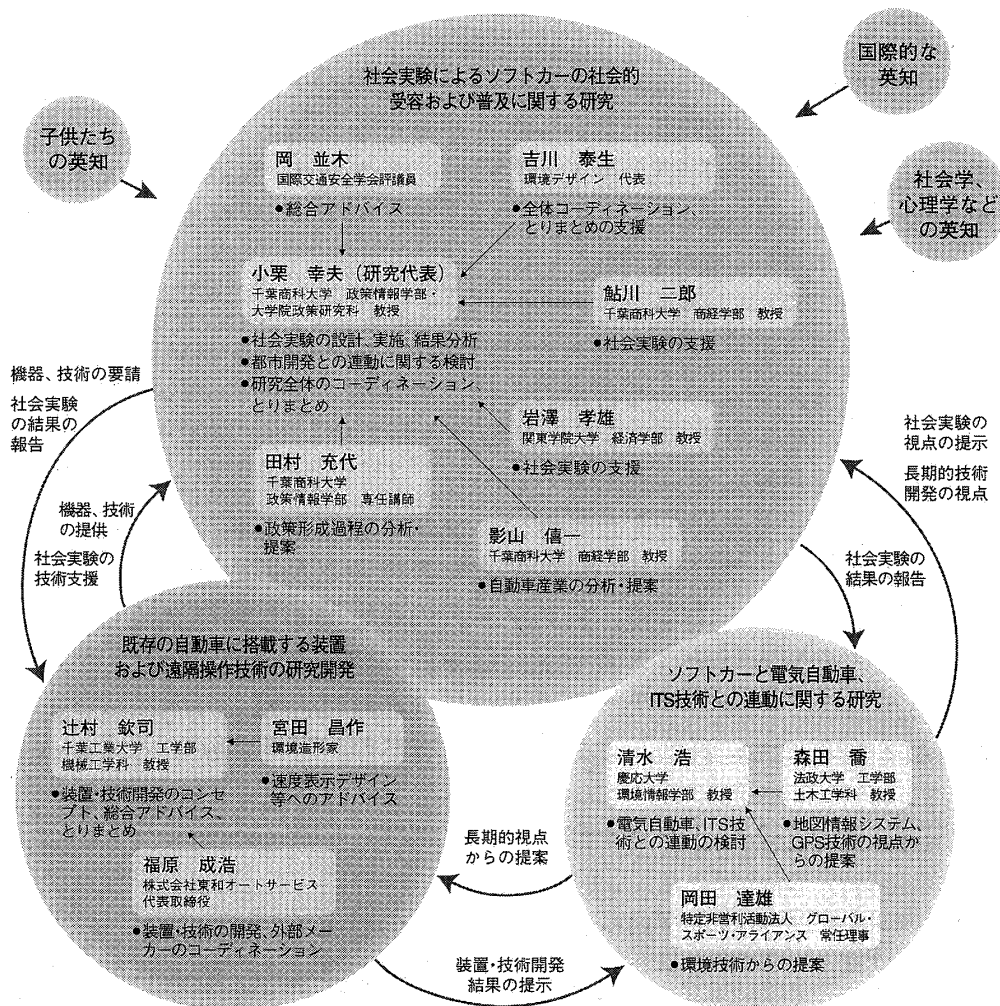 国際的な
英知
子供たち
の英知
社会学、
心理学など
の英知
社会実験によるソフトカーの社会的
受容および普及に関する研究
岡 並木
国際交通安全学会評議員
●総合アドバイス
吉川 泰生
環境デザイン 代表
●全体コーディネーション、
とりまとめの支援
小栗 幸夫（研究代表）
千葉商科大学 政策情報学部・
大学院政策研究科 教授
●社会実験の設計、実施、結果分析
●都市開発との連動に関する検討
●研究全体のコーディネーション、
とりまとめ
鮎川 二郎
千葉商科大学 商経学部 教授
●社会実験の支援
岩澤 孝雄
関東学院大学 経済学部 教授
●社会実験の支援
田村 充代
千葉商科大学
政策情報学部 専任講師
●政策形成過程の分析・
提案
影山 僖一
千葉商科大学 商経学部 教授
●自動車産業の分析・提案
機器、技術の要請
社会実験
の結果の
報告
機器、技術
の提供
社会実験の
技術支援
社会実験の
視点の提示
長期的技術
開発の視点
社会実験の
結果の報告
既存の自動車に搭載する装置
および遠隔操作技術の研究開発
辻村 欽司
千葉工業大学 工学部
機械工学科 教授
●装置・技術開発のコンセ
プト、総合アドバイス、
とりまとめ
宮田 昌作
環境造形家
●速度表示デザイン
等へのアドバイス
福原 成浩
株式会社東和オートサービス
代表取締役
●装置・技術の開発、外部メー
カーのコーディネーション
長期的視点
からの提案
装置・技術開発
結果の提示
ソフトカーと電気自動車、
ITS技術との連動に関する研究
清水 浩
慶応大学
環境情報学部 教授
●電気自動車、ITS技
術との連動の検討
森田 喬
法政大学 工学部
土木工学科 教授
●地図情報システム、
GPS技術の視点か
らの提案
岡田 達雄
特定非営利活動法人 グローバル・
スポーツ・アライアンス 常任理事
●環境技術からの提案